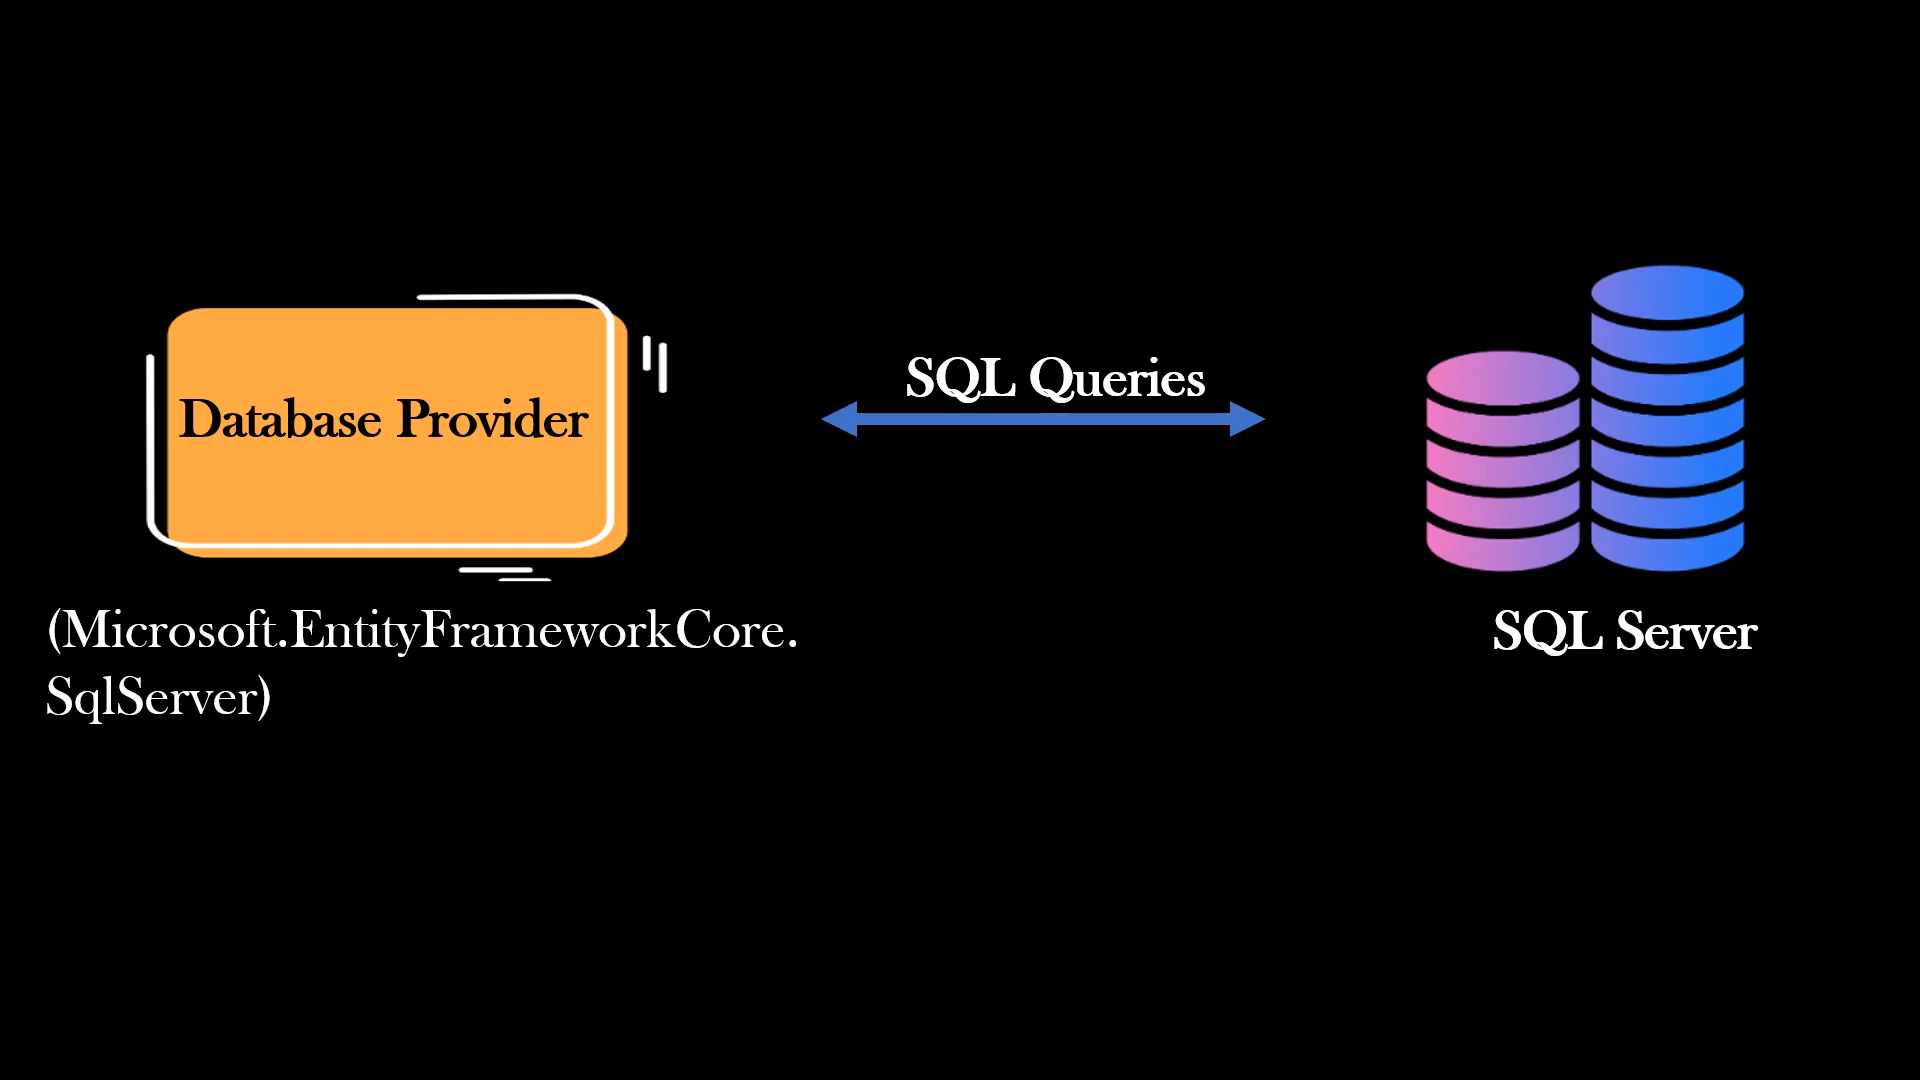 SQL Queries
Database Provider
(Microsoft.EntityFrameworkCore.
SqlServer)
SQL Server